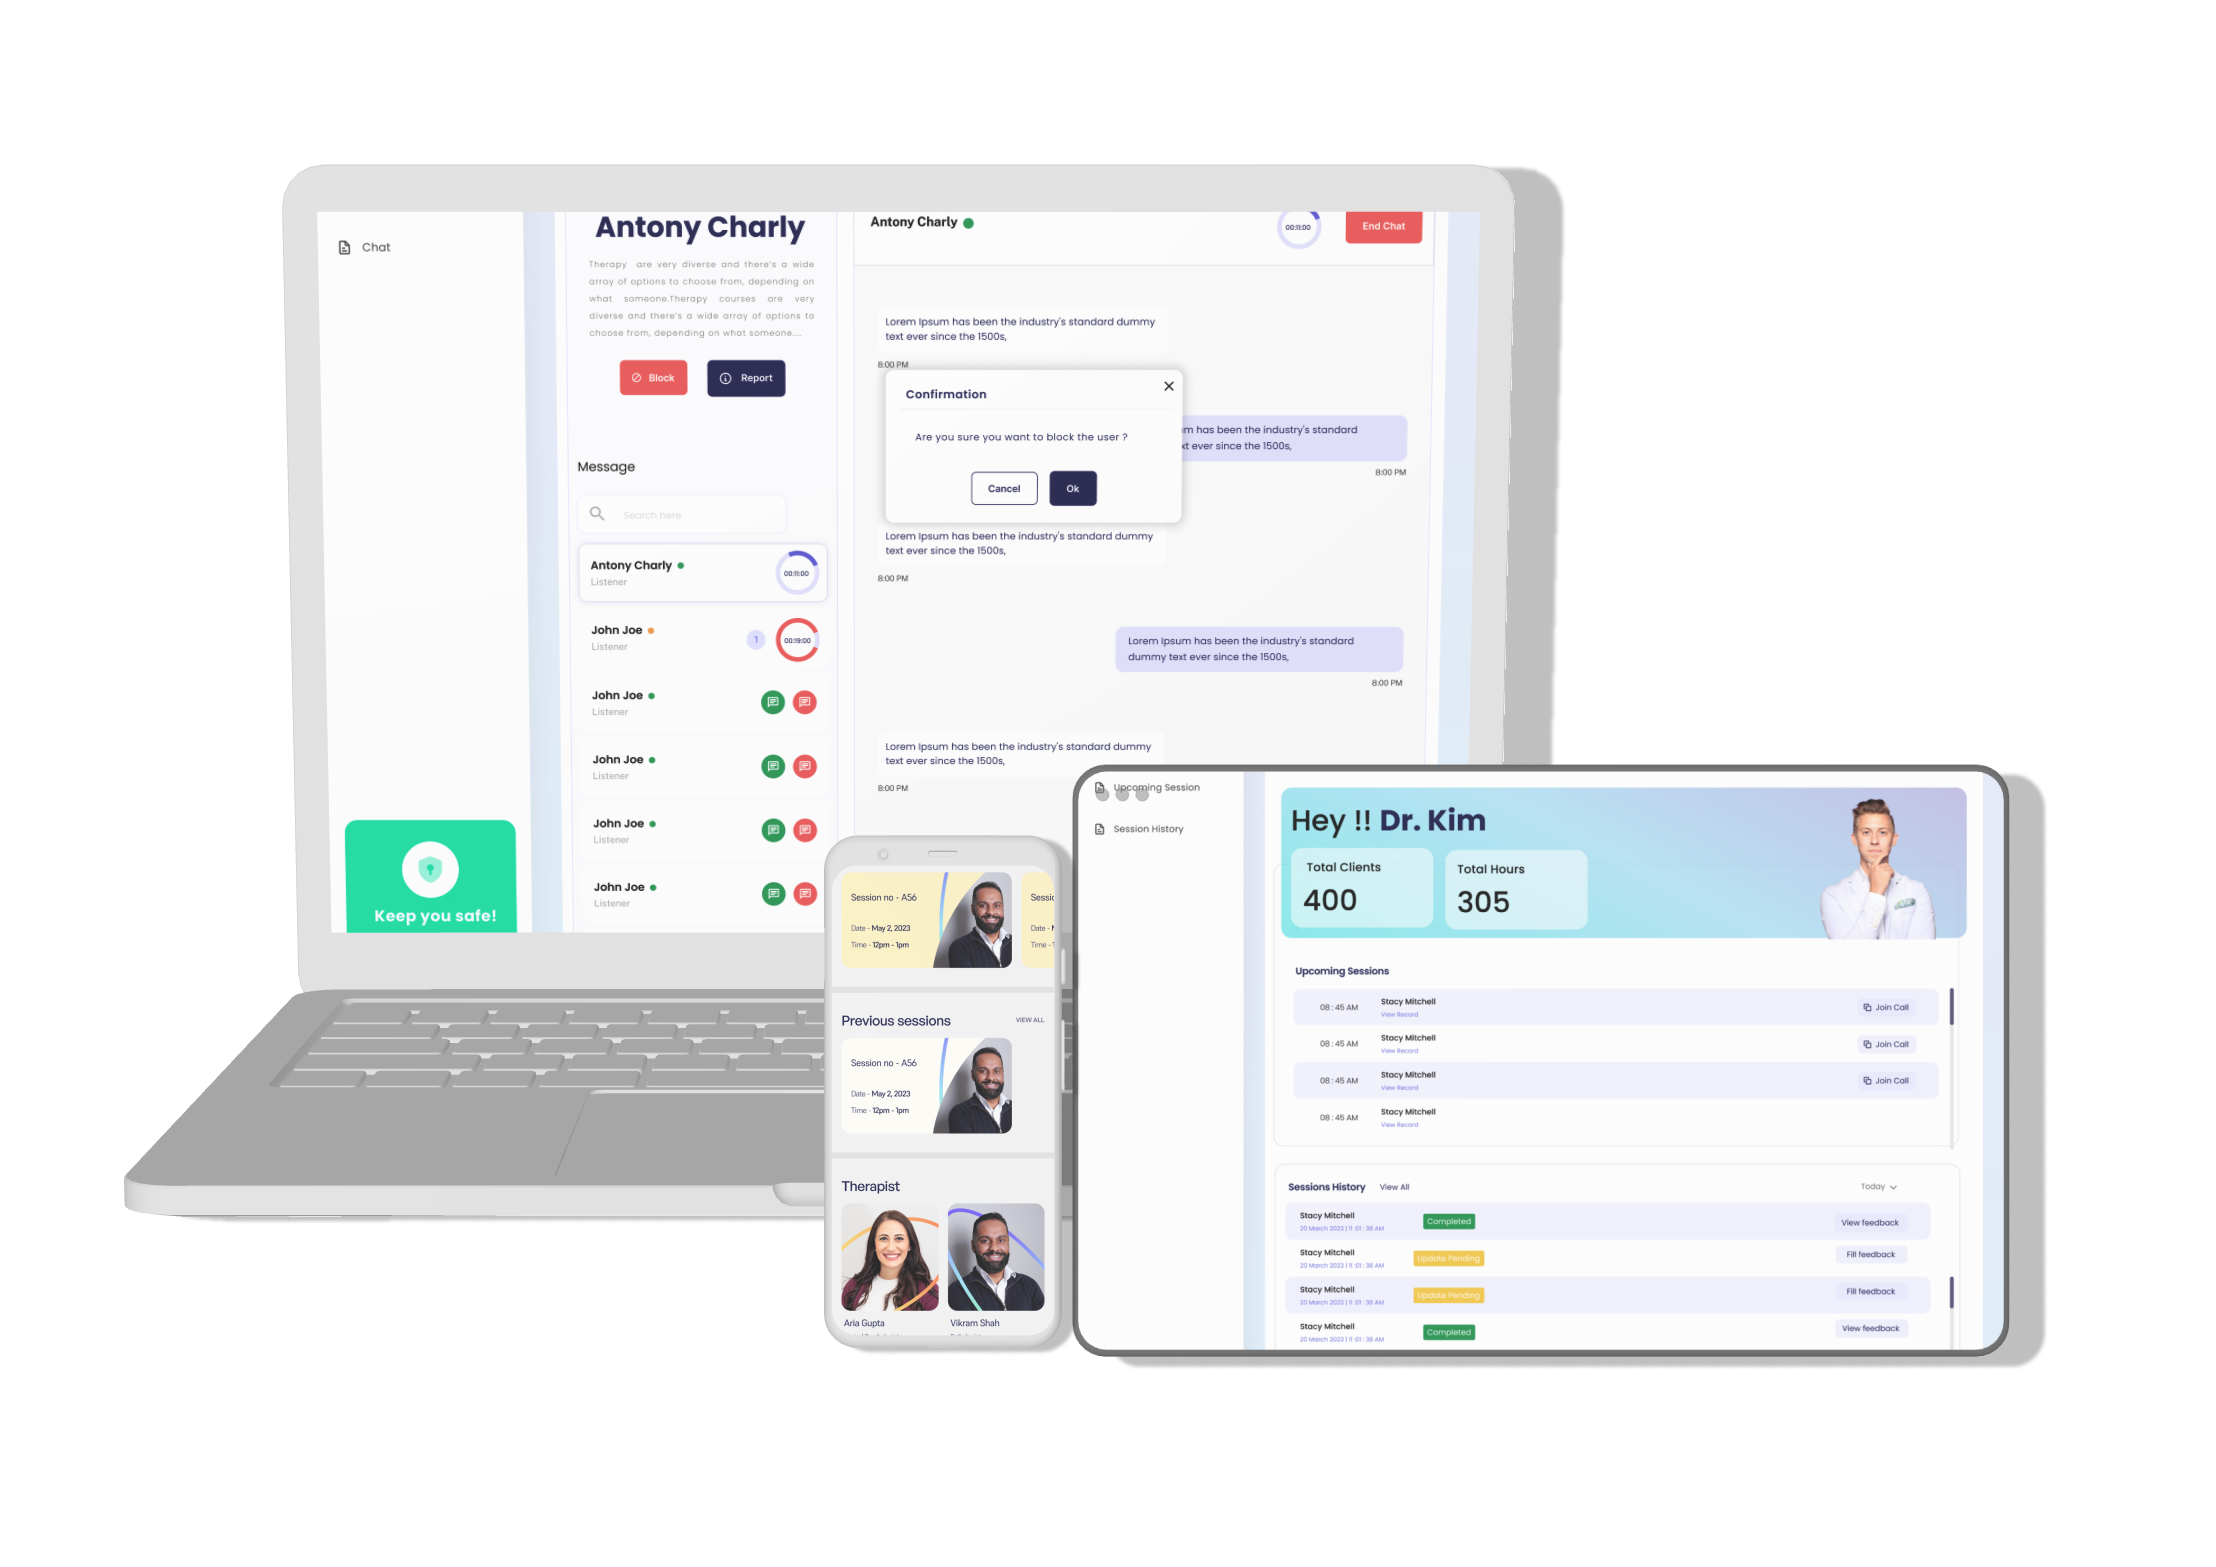 Chat
Keep you safe!
Antony Charly
Therapy are very diverse and there's a wide
array of options to choose from, depending on
what someone.Therapy courses are very
diverse and there's a wide array of options to
choose from, depending on what someone....
Block
Report
Message
Search here
Antony Charly
Listener
00:11:00
John Joe
Listener
1
00:19:00
John Joe
Listener
John Joe
Listener
John Joe
Listener
John Joe
Listener
Antony Charly
00:11:00
End Chat
Lorem Ipsum has been the industry's standard dummy
text ever since the 1500s,
8:00 PM
Confirmation
Are you sure you want to block the user ?
Cancel
Ok
m has been the industry's standard
xt ever since the 1500s,
8:00 PM
Lorem Ipsum has been the industry's standard dummy
text ever since the 1500s,
8:00 PM
Lorem Ipsum has been the industry's standard
dummy text ever since the 1500s,
8:00 PM
Lorem Ipsum has been the industry's standard dummy
text ever since the 1500s,
8:00 PM
Session no - A56
Date - May 2, 2023
Time - 12pm - 1pm
Sessic
Date - M
Time - 1
Previous sessions
VIEW ALL
Session no - A56
Date - May 2, 2023
Time - 12pm - 1pm
Therapist
Aria Gupta
Vikram Shah
Upcoming Session
Session History
Hey !! Dr. Kim
Total Clients
400
Total Hours
305
Upcoming Sessions
08 : 45 AM
Stacy Mitchell
View Record
Join Call
08 : 45 AM
Stacy Mitchell
View Record
Join Call
08 : 45 AM
Stacy Mitchell
View Record
Join Call
08 : 45 AM
Stacy Mitchell
View Record
Sessions History
View All
Today
Stacy Mitchell
20 March 2023 | 11 :01 : 38 AM
Completed
View feedback
Stacy Mitchell
20 March 2023 | 11 :01 : 38 AM
Update Pending
Fill feedback
Stacy Mitchell
20 March 2023 | 11 :01 : 38 AM
Update Pending
Fill feedback
Stacy Mitchell
20 March 2023 | 11 :01 : 38 AM
Completed
View feedback